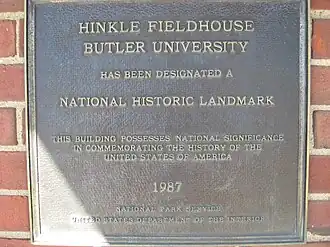 HINKLE FIELDHOUSE
BUTLER UNIVERSITY
HAS BEEN DESIGNATED A
NATIONAL HISTORIC LANDMARK
THIS BUILDING POSSESSES NATIONAL SIGNIFICANCE
IN COMMEMORATING THE HISTORY OF THE
UNITED STATES OF AMERICA
1987
NATIONAL PARK SERVICE
UNITED STATES DEPARTMENT OF THE INTERIOR